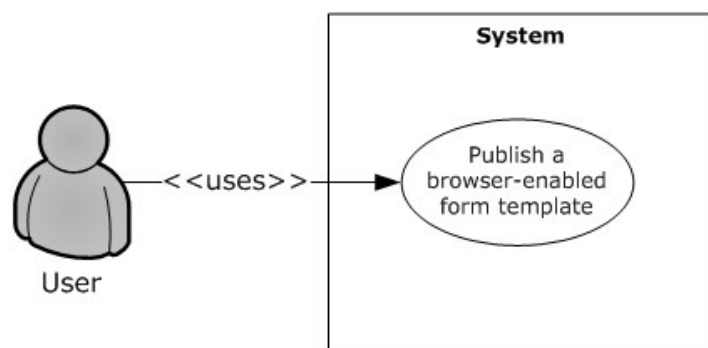 System
Publish a
browser-enabled
form template
<<uses>>
User